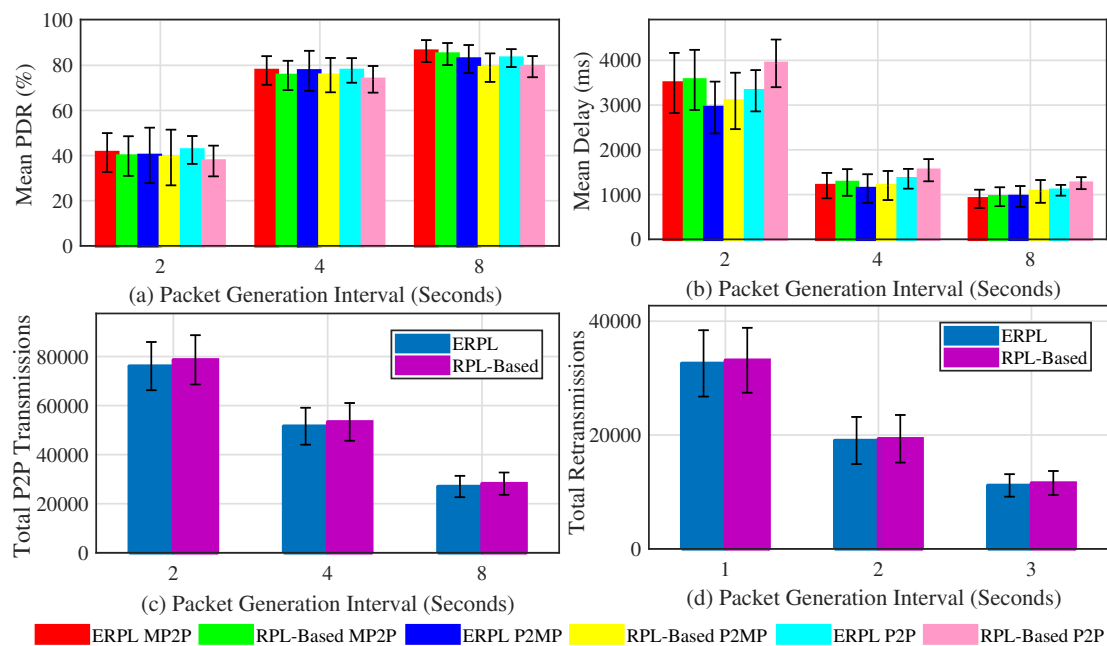 Mean PDR (%)
100
80
60
40
20
0
2
4
8
(a) Packet Generation Interval (Seconds)
Mean Delay (ms)
4000
3000
2000
1000
0
2
4
8
(b) Packet Generation Interval (Seconds)
Total P2P Transmissions
80000
60000
40000
20000
0
ERPL
RPL-Based
2
4
8
(c) Packet Generation Interval (Seconds)
Total Retransmissions
40000
20000
0
ERPL
RPL-Based
1
2
3
(d) Packet Generation Interval (Seconds)
ERPL MP2P RPL-Based MP2P ERPL P2MP RPL-Based P2MP ERPL P2P RPL-Based P2P